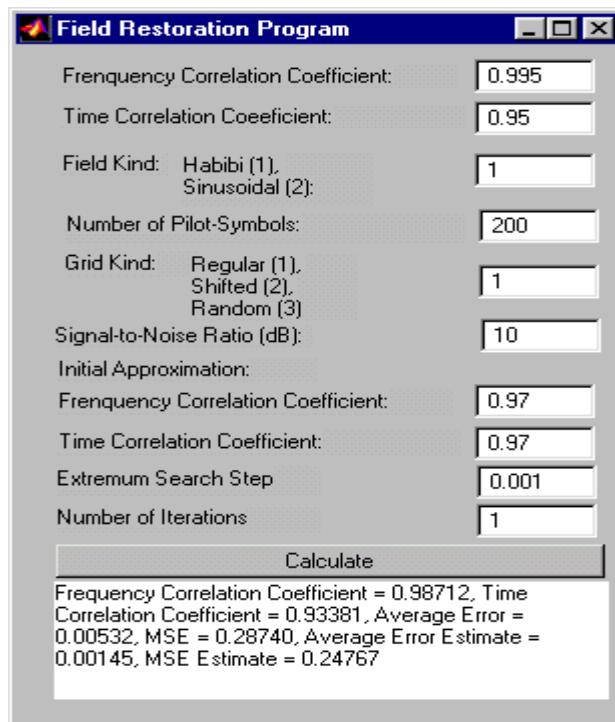 Field Restoration Program
Frenquency Correlation Coefficient: 0.995
Time Correlation Coeeficient: 0.95
Field Kind: Habibi (1), 1
Sinusoidal (2):
Number of Pilot-Symbols: 200
Grid Kind: Regular (1), 1
Shifted (2),
Random (3)
Signal-to-Noise Ratio (dB): 10
Initial Approximation:
Frenquency Correlation Coefficient: 0.97
Time Correlation Coefficient: 0.97
Extremum Search Step 0.001
Number of Iterations 1
Calculate
Frequency Correlation Coefficient = 0.98712, Time
Correlation Coefficient = 0.93381, Average Error =
0.00532, MSE = 0.28740, Average Error Estimate =
0.00145, MSE Estimate = 0.24767